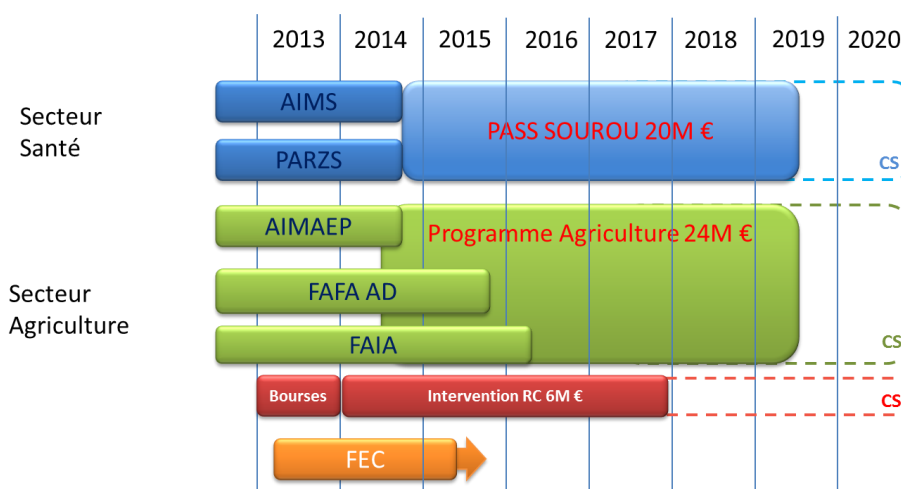 2013 2014 2015 2016 2017 2018 2019 2020
Secteur
Santé
AIMS
PARZS
PASS SOUROU 20M €
CS
Secteur
Agriculture
AIMAEP
Programme Agriculture 24M €
FAFA AD
FAIA
CS
Bourses
Intervention RC 6M €
CS
FEC